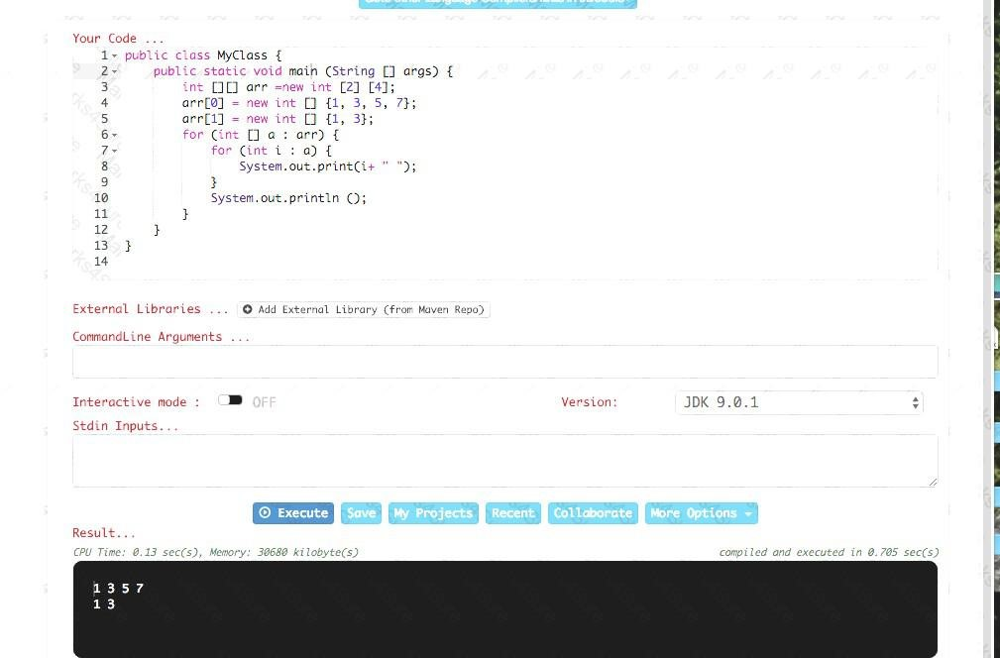 Your Code ...
1 public class MyClass {
2 public static void main (String [] args) {
3 int [][] arr =new int [2] [4];
4 arr[0] = new int [] {1, 3, 5, 7};
5 arr[1] = new int [] {1, 3};
6 for (int [] a : arr) {
7 for (int i : a) {
8 System.out.print(i+ " ");
9 }
10 System.out.println ();
11 }
12 }
13 }
14
External Libraries ... Add External Library (from Maven Repo)
CommandLine Arguments ...
Interactive mode : OFF Version: JDK 9.0.1
Stdin Inputs...
Execute Save My Projects Recent Collaborate More Options
Result...
CPU Time: 0.13 sec(s), Memory: 30680 kilobyte(s) compiled and executed in 0.705 sec(s)
1 3 5 7
1 3